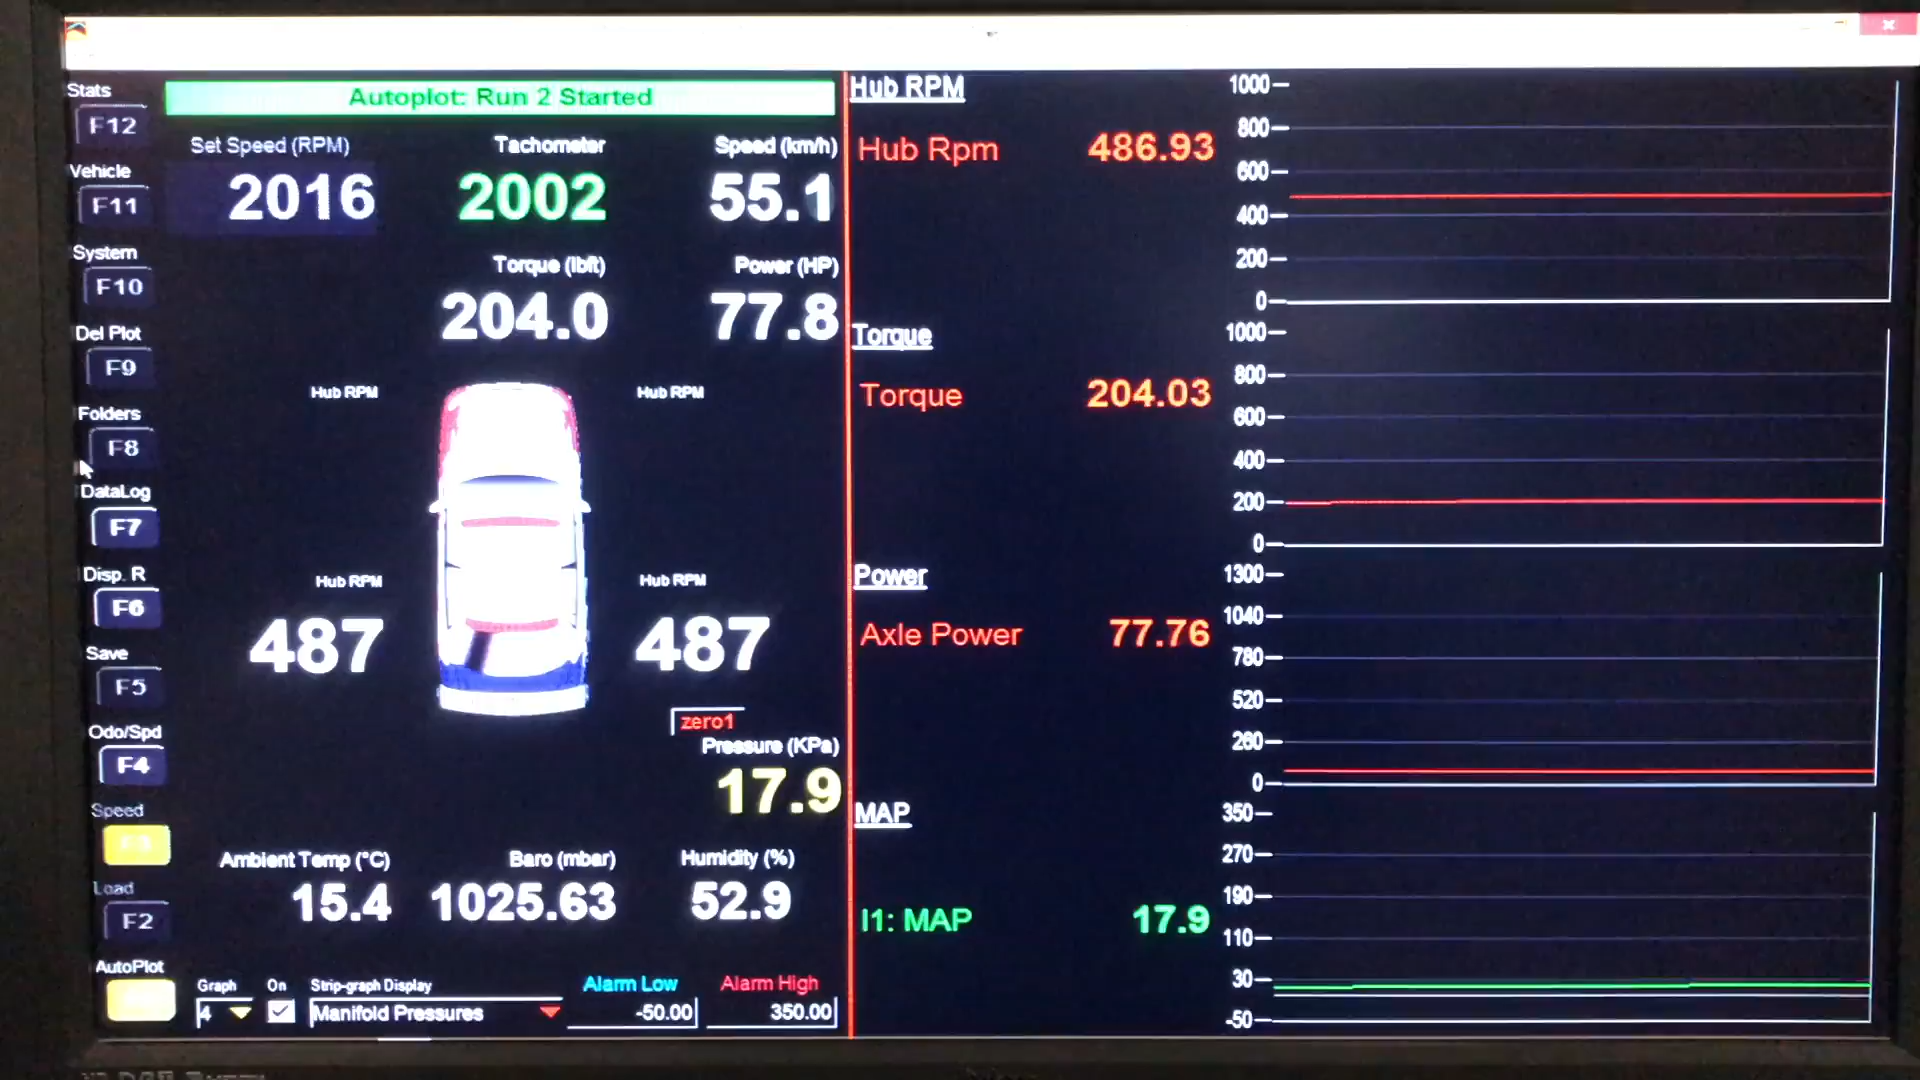 Autoplot: Run 2 Started
Stats
F12
Vehicle
F11
System
F10
Del Plot
F9
Folders
F8
DataLog
F7
Disp. R
F6
Save
F5
Odo/Spd
F4
Speed
F3
Load
F2
AutoPlot
Set Speed (RPM)
2016
Tachometer
2002
Speed (km/h)
55.1
Torque (lbft)
204.0
Power (HP)
77.8
Hub RPM
Hub RPM
Hub RPM
487
Hub RPM
487
zero1
Pressure (KPa)
17.9
Ambient Temp (°C)
15.4
Baro (mbar)
1025.63
Humidity (%)
52.9
Graph
4
On
Strip-graph Display
Manifold Pressures
Alarm Low
-50.00
Alarm High
350.00
Hub RPM
Hub Rpm 486.93
1000
800
600
400
200
0
Torque
Torque 204.03
1000
800
600
400
200
0
Power
Axle Power 77.76
1300
1040
780
520
260
0
MAP
I1: MAP 17.9
350
270
190
110
30
-50